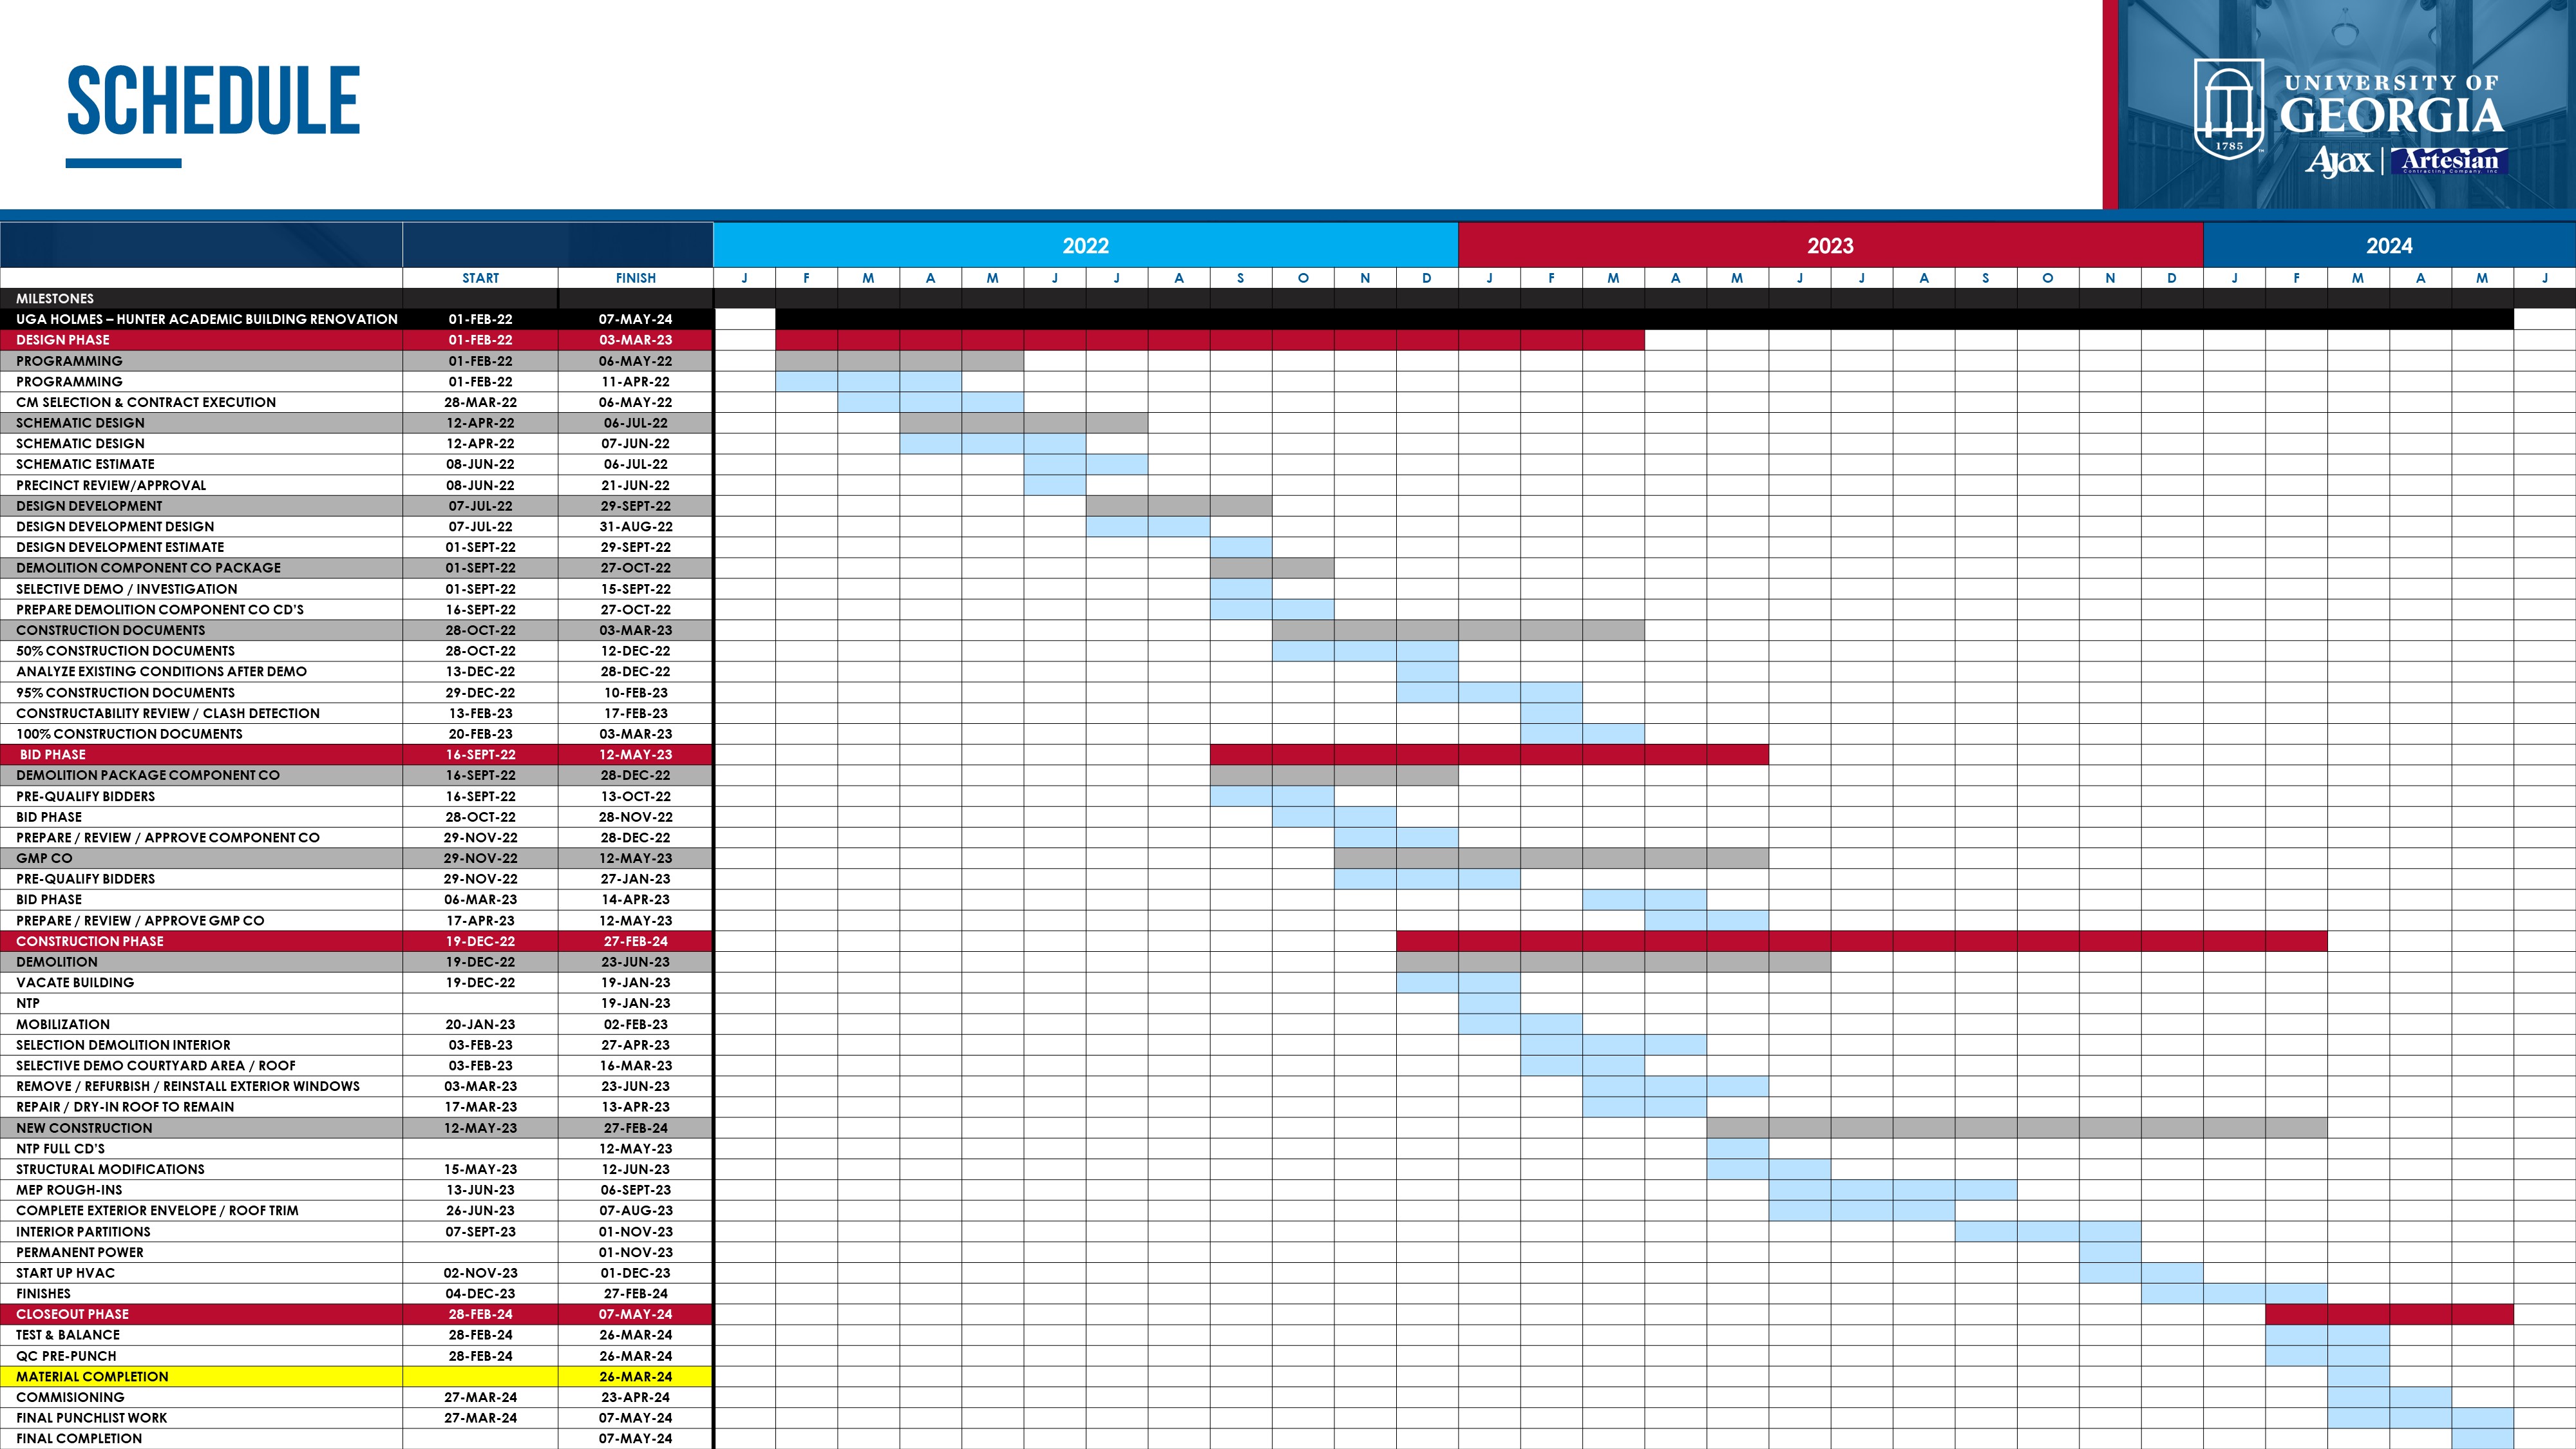 SCHEDULE
UNIVERSITY OF
GEORGIA
1785
Ajax | Artesian
Contracting Company, Inc
2022 2023 2024
START FINISH J F M A M J J A S O N D J F M A M J J A S O N D J F M A M J
MILESTONES
UGA HOLMES – HUNTER ACADEMIC BUILDING RENOVATION 01-FEB-22 07-MAY-24
DESIGN PHASE 01-FEB-22 03-MAR-23
PROGRAMMING 01-FEB-22 06-MAY-22
PROGRAMMING 01-FEB-22 11-APR-22
CM SELECTION & CONTRACT EXECUTION 28-MAR-22 06-MAY-22
SCHEMATIC DESIGN 12-APR-22 06-JUL-22
SCHEMATIC DESIGN 12-APR-22 07-JUN-22
SCHEMATIC ESTIMATE 08-JUN-22 06-JUL-22
PRECINCT REVIEW/APPROVAL 08-JUN-22 21-JUN-22
DESIGN DEVELOPMENT 07-JUL-22 29-SEPT-22
DESIGN DEVELOPMENT DESIGN 07-JUL-22 31-AUG-22
DESIGN DEVELOPMENT ESTIMATE 01-SEPT-22 29-SEPT-22
DEMOLITION COMPONENT CO PACKAGE 01-SEPT-22 27-OCT-22
SELECTIVE DEMO / INVESTIGATION 01-SEPT-22 15-SEPT-22
PREPARE DEMOLITION COMPONENT CO CD'S 16-SEPT-22 27-OCT-22
CONSTRUCTION DOCUMENTS 28-OCT-22 03-MAR-23
50% CONSTRUCTION DOCUMENTS 28-OCT-22 12-DEC-22
ANALYZE EXISTING CONDITIONS AFTER DEMO 13-DEC-22 28-DEC-22
95% CONSTRUCTION DOCUMENTS 29-DEC-22 10-FEB-23
CONSTRUCTABILITY REVIEW / CLASH DETECTION 13-FEB-23 17-FEB-23
100% CONSTRUCTION DOCUMENTS 20-FEB-23 03-MAR-23
BID PHASE 16-SEPT-22 12-MAY-23
DEMOLITION PACKAGE COMPONENT CO 16-SEPT-22 28-DEC-22
PRE-QUALIFY BIDDERS 16-SEPT-22 13-OCT-22
BID PHASE 28-OCT-22 28-NOV-22
PREPARE / REVIEW / APPROVE COMPONENT CO 29-NOV-22 28-DEC-22
GMP CO 29-NOV-22 12-MAY-23
PRE-QUALIFY BIDDERS 29-NOV-22 27-JAN-23
BID PHASE 06-MAR-23 14-APR-23
PREPARE / REVIEW / APPROVE GMP CO 17-APR-23 12-MAY-23
CONSTRUCTION PHASE 19-DEC-22 27-FEB-24
DEMOLITION 19-DEC-22 23-JUN-23
VACATE BUILDING 19-DEC-22 19-JAN-23
NTP 19-JAN-23
MOBILIZATION 20-JAN-23 02-FEB-23
SELECTION DEMOLITION INTERIOR 03-FEB-23 27-APR-23
SELECTIVE DEMO COURTYARD AREA / ROOF 03-FEB-23 16-MAR-23
REMOVE / REFURBISH / REINSTALL EXTERIOR WINDOWS 03-MAR-23 23-JUN-23
REPAIR / DRY-IN ROOF TO REMAIN 17-MAR-23 13-APR-23
NEW CONSTRUCTION 12-MAY-23 27-FEB-24
NTP FULL CD'S 12-MAY-23
STRUCTURAL MODIFICATIONS 15-MAY-23 12-JUN-23
MEP ROUGH-INS 13-JUN-23 06-SEPT-23
COMPLETE EXTERIOR ENVELOPE / ROOF TRIM 26-JUN-23 07-AUG-23
INTERIOR PARTITIONS 07-SEPT-23 01-NOV-23
PERMANENT POWER 01-NOV-23
START UP HVAC 02-NOV-23 01-DEC-23
FINISHES 04-DEC-23 27-FEB-24
CLOSEOUT PHASE 28-FEB-24 07-MAY-24
TEST & BALANCE 28-FEB-24 26-MAR-24
QC PRE-PUNCH 28-FEB-24 26-MAR-24
MATERIAL COMPLETION 26-MAR-24
COMMISIONING 27-MAR-24 23-APR-24
FINAL PUNCHLIST WORK 27-MAR-24 07-MAY-24
FINAL COMPLETION 07-MAY-24